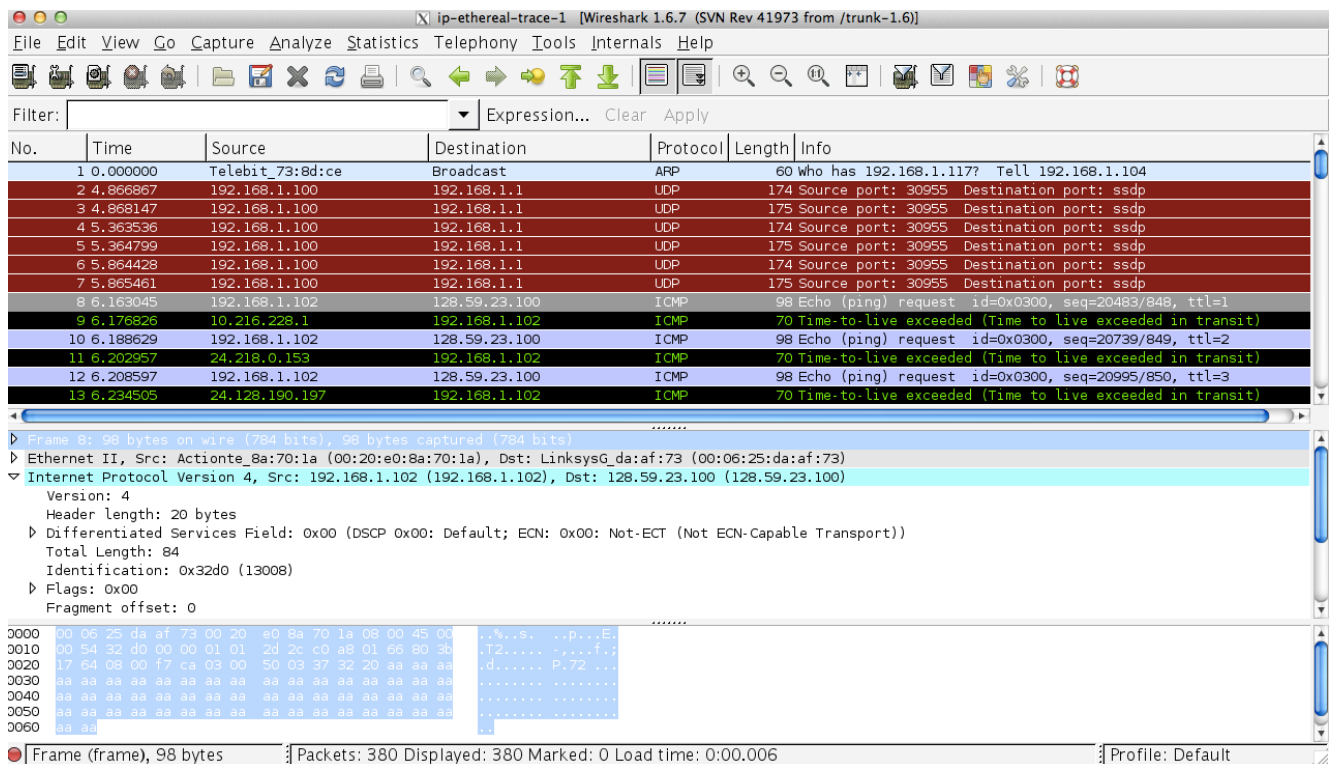 ip-ethereal-trace-1 [Wireshark 1.6.7 (SVN Rev 41973 from /trunk-1.6)]
File Edit View Go Capture Analyze Statistics Telephony Tools Internals Help
Filter: Expression... Clear Apply
No. Time Source Destination Protocol Length Info
1 0.000000 Telebit_73:8d:ce Broadcast ARP 60 Who has 192.168.1.117? Tell 192.168.1.104
2 4.866867 192.168.1.100 192.168.1.1 UDP 174 Source port: 30955 Destination port: ssdp
3 4.868147 192.168.1.100 192.168.1.1 UDP 175 Source port: 30955 Destination port: ssdp
4 5.363536 192.168.1.100 192.168.1.1 UDP 174 Source port: 30955 Destination port: ssdp
5 5.364799 192.168.1.100 192.168.1.1 UDP 175 Source port: 30955 Destination port: ssdp
6 5.864428 192.168.1.100 192.168.1.1 UDP 174 Source port: 30955 Destination port: ssdp
7 5.865461 192.168.1.100 192.168.1.1 UDP 175 Source port: 30955 Destination port: ssdp
8 6.163045 192.168.1.102 128.59.23.100 ICMP 98 Echo (ping) request id=0x0300, seq=20483/848, ttl=1
9 6.176826 10.216.228.1 192.168.1.102 ICMP 70 Time-to-live exceeded (Time to live exceeded in transit)
10 6.188629 192.168.1.102 128.59.23.100 ICMP 98 Echo (ping) request id=0x0300, seq=20739/849, ttl=2
11 6.202957 24.218.0.153 192.168.1.102 ICMP 70 Time-to-live exceeded (Time to live exceeded in transit)
12 6.208597 192.168.1.102 128.59.23.100 ICMP 98 Echo (ping) request id=0x0300, seq=20995/850, ttl=3
13 6.234505 24.128.190.197 192.168.1.102 ICMP 70 Time-to-live exceeded (Time to live exceeded in transit)
Frame 8: 98 bytes on wire (784 bits), 98 bytes captured (784 bits)
Ethernet II, Src: Actionte_8a:70:1a (00:20:e0:8a:70:1a), Dst: LinksysG_da:af:73 (00:06:25:da:af:73)
Internet Protocol Version 4, Src: 192.168.1.102 (192.168.1.102), Dst: 128.59.23.100 (128.59.23.100)
Version: 4
Header length: 20 bytes
Differentiated Services Field: 0x00 (DSCP 0x00: Default; ECN: 0x00: Not-ECT (Not ECN-Capable Transport))
Total Length: 84
Identification: 0x32d0 (13008)
Flags: 0x00
Fragment offset: 0
0000 00 06 25 da af 73 00 20 e0 8a 70 1a 08 00 45 00 ..%..s. ..p...E.
0010 00 54 32 d0 00 00 01 01 2d 2c c0 a8 01 66 80 3b .T2..... -,...f.;
0020 17 64 08 00 f7 ca 03 00 50 03 37 32 20 aa aa aa .d...... P.72 ...
0030 aa aa aa aa aa aa aa aa aa aa aa aa aa aa aa aa ........ ........
0040 aa aa aa aa aa aa aa aa aa aa aa aa aa aa aa aa ........ ........
0050 aa aa aa aa aa aa aa aa aa aa aa aa aa aa aa aa ........ ........
0060 aa aa ..
Frame (frame), 98 bytes Packets: 380 Displayed: 380 Marked: 0 Load time: 0:00.006 Profile: Default